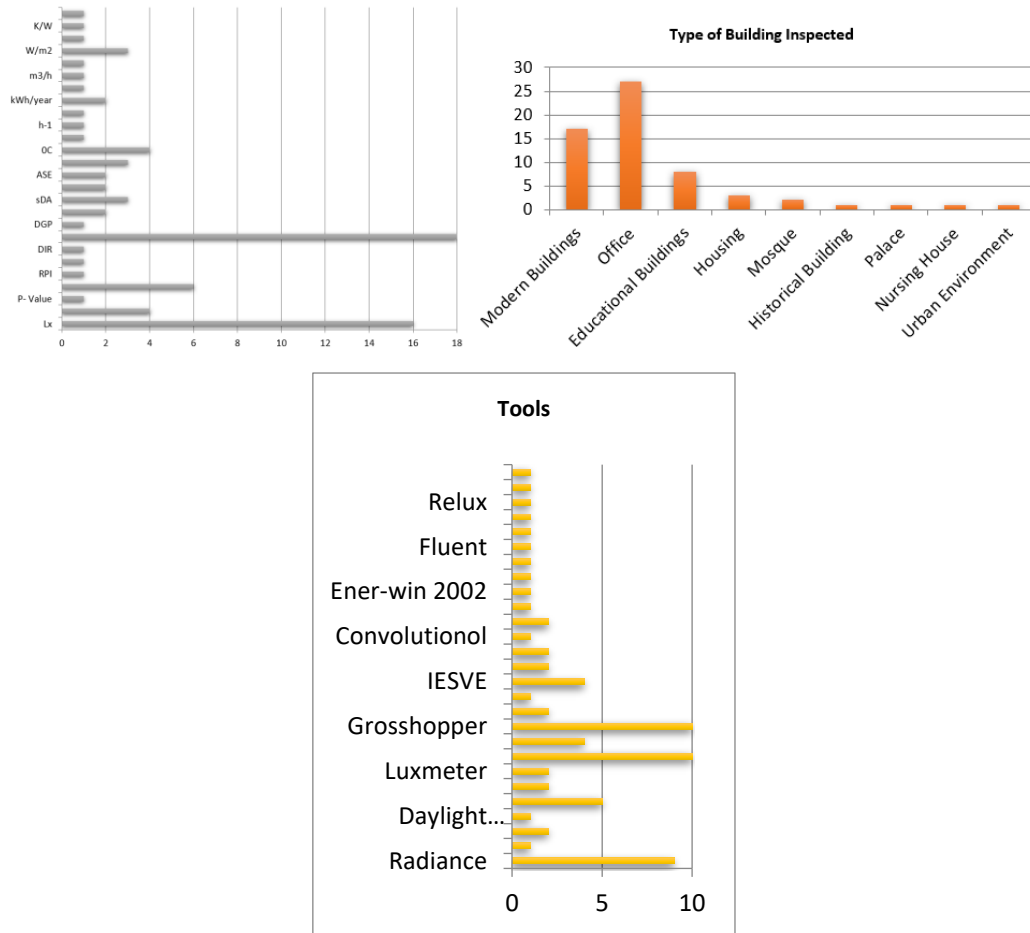 K/W
W/m2
m3/h
kWh/year
h-1
0C
ASE
sDA
DGP
DIR
RPI
P- Value
Lx
0 2 4 6 8 10 12 14 16 18
Type of Building Inspected
30
25
20
15
10
5
0
Modern Buildings
Office
Educational Buildings
Housing
Mosque
Historical Building
Palace
Nursing House
Urban Environment
Tools
Relux
Fluent
Ener-win 2002
Convolutionol
IESVE
Grosshopper
Luxmeter
Daylight...
Radiance
0 5 10